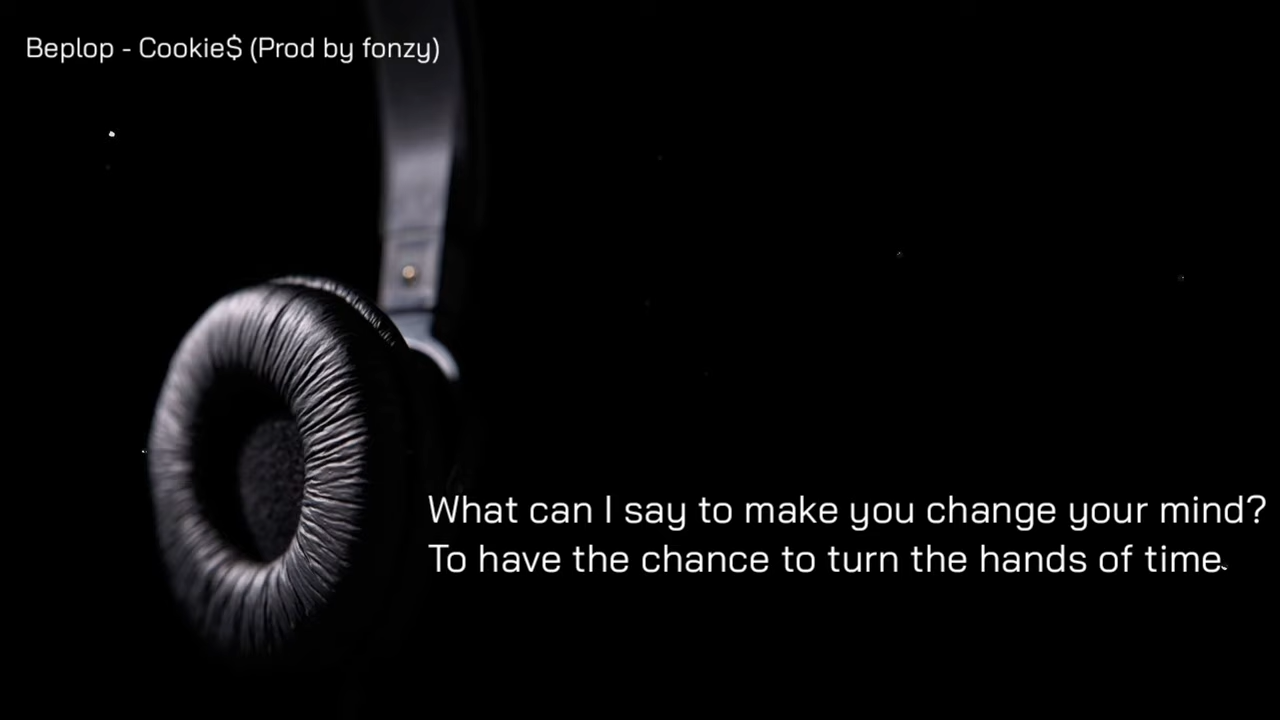 Beplop - Cookie$ (Prod by fonzy)
What can I say to make you change your mind?
To have the chance to turn the hands of time